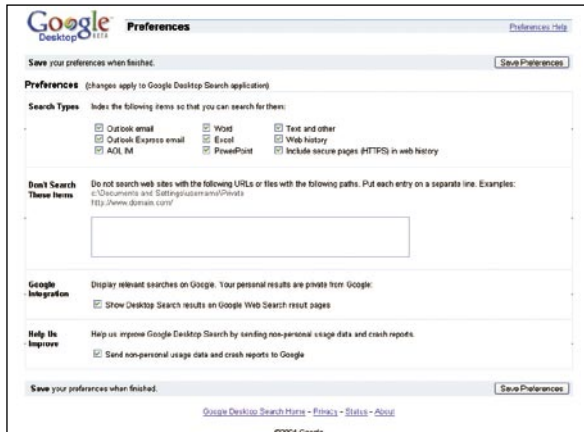 Google Desktop BETA
Preferences
Preferences Help
Save your preferences when finished.
Save Preferences
Preferences (changes apply to Google Desktop Search application)
Search Types
Index the following items so that you can search for them:
Outlook email
Word
Text and other
Outlook Express email
Excel
Web history
AOL IM
PowerPoint
Include secure pages (HTTPS) in web history
Don't Search These Items
Do not search web sites with the following URLs or files with the following paths. Put each entry on a separate line. Examples:
c:\Documents and Settings\username\Private
http://www.domain.com/
Google Integration
Display relevant searches on Google. Your personal results are private from Google:
Show Desktop Search results on Google Web Search result pages
Help Us Improve
Help us improve Google Desktop Search by sending non-personal usage data and crash reports.
Send non-personal usage data and crash reports to Google
Save your preferences when finished.
Save Preferences
Google Desktop Search Home - Privacy - Status - About
©2004 Google